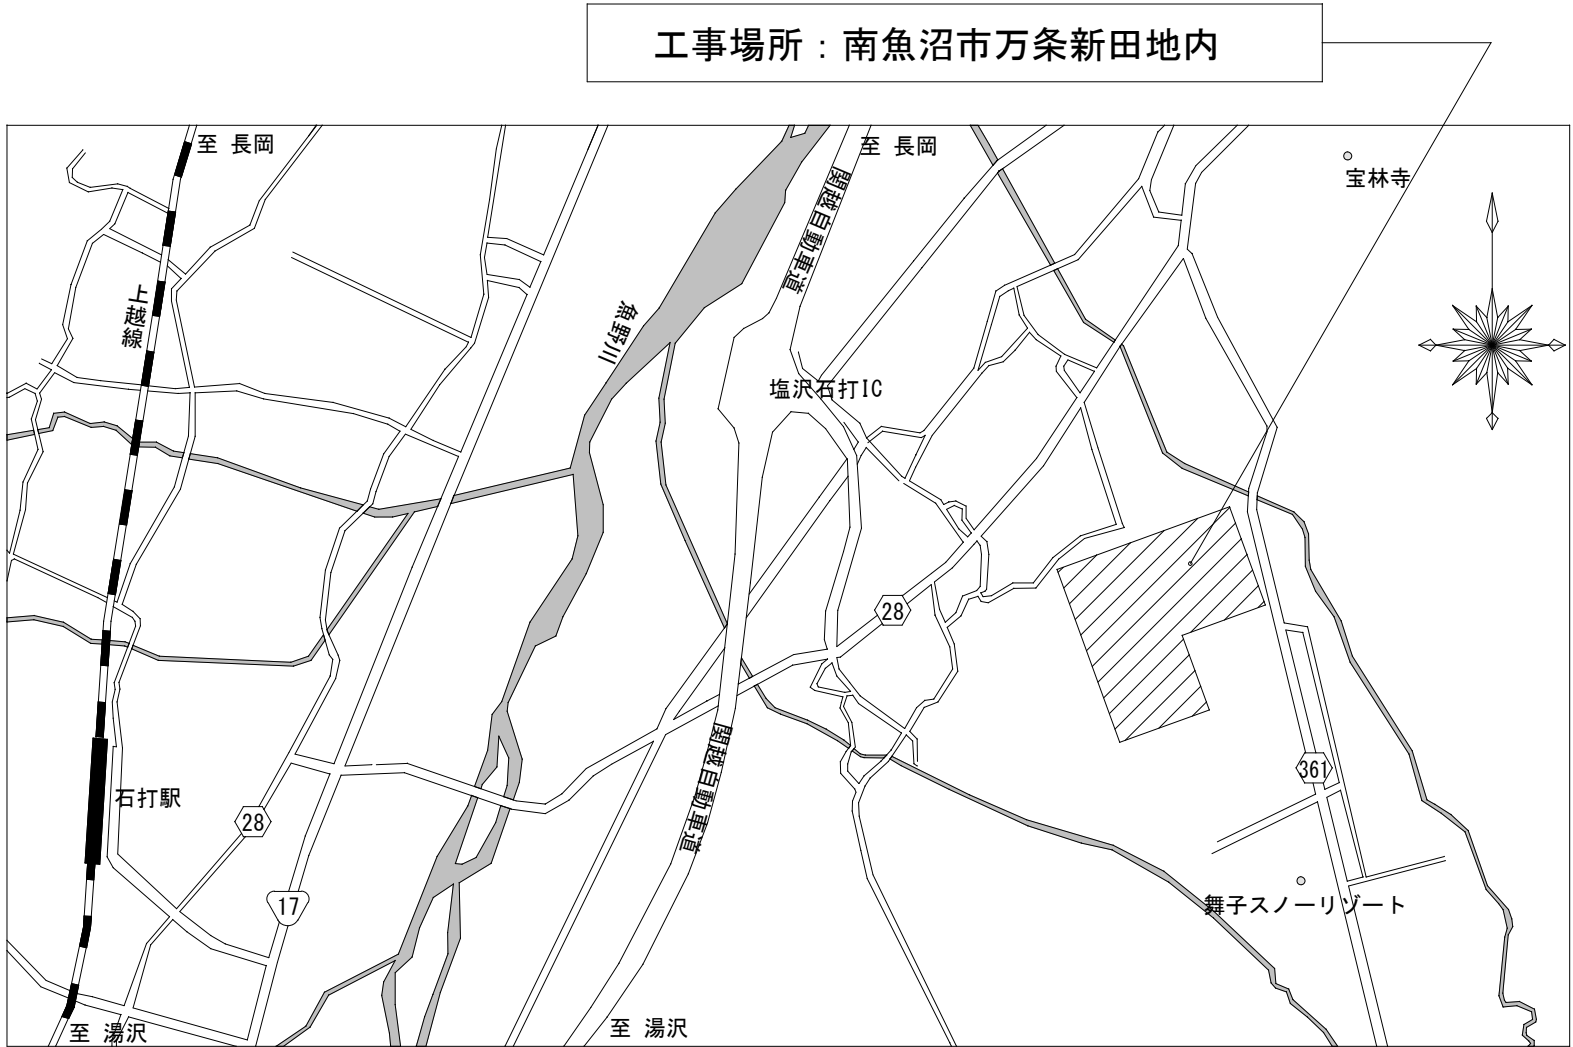 工事場所：南魚沼市万条新田地内
至 長岡
至 長岡
宝林寺
関越自動車道
上越線
魚野川
塩沢石打IC
28
関越自動車道
361
石打駅
28
17
舞子スノーリゾート
至 湯沢
至 湯沢